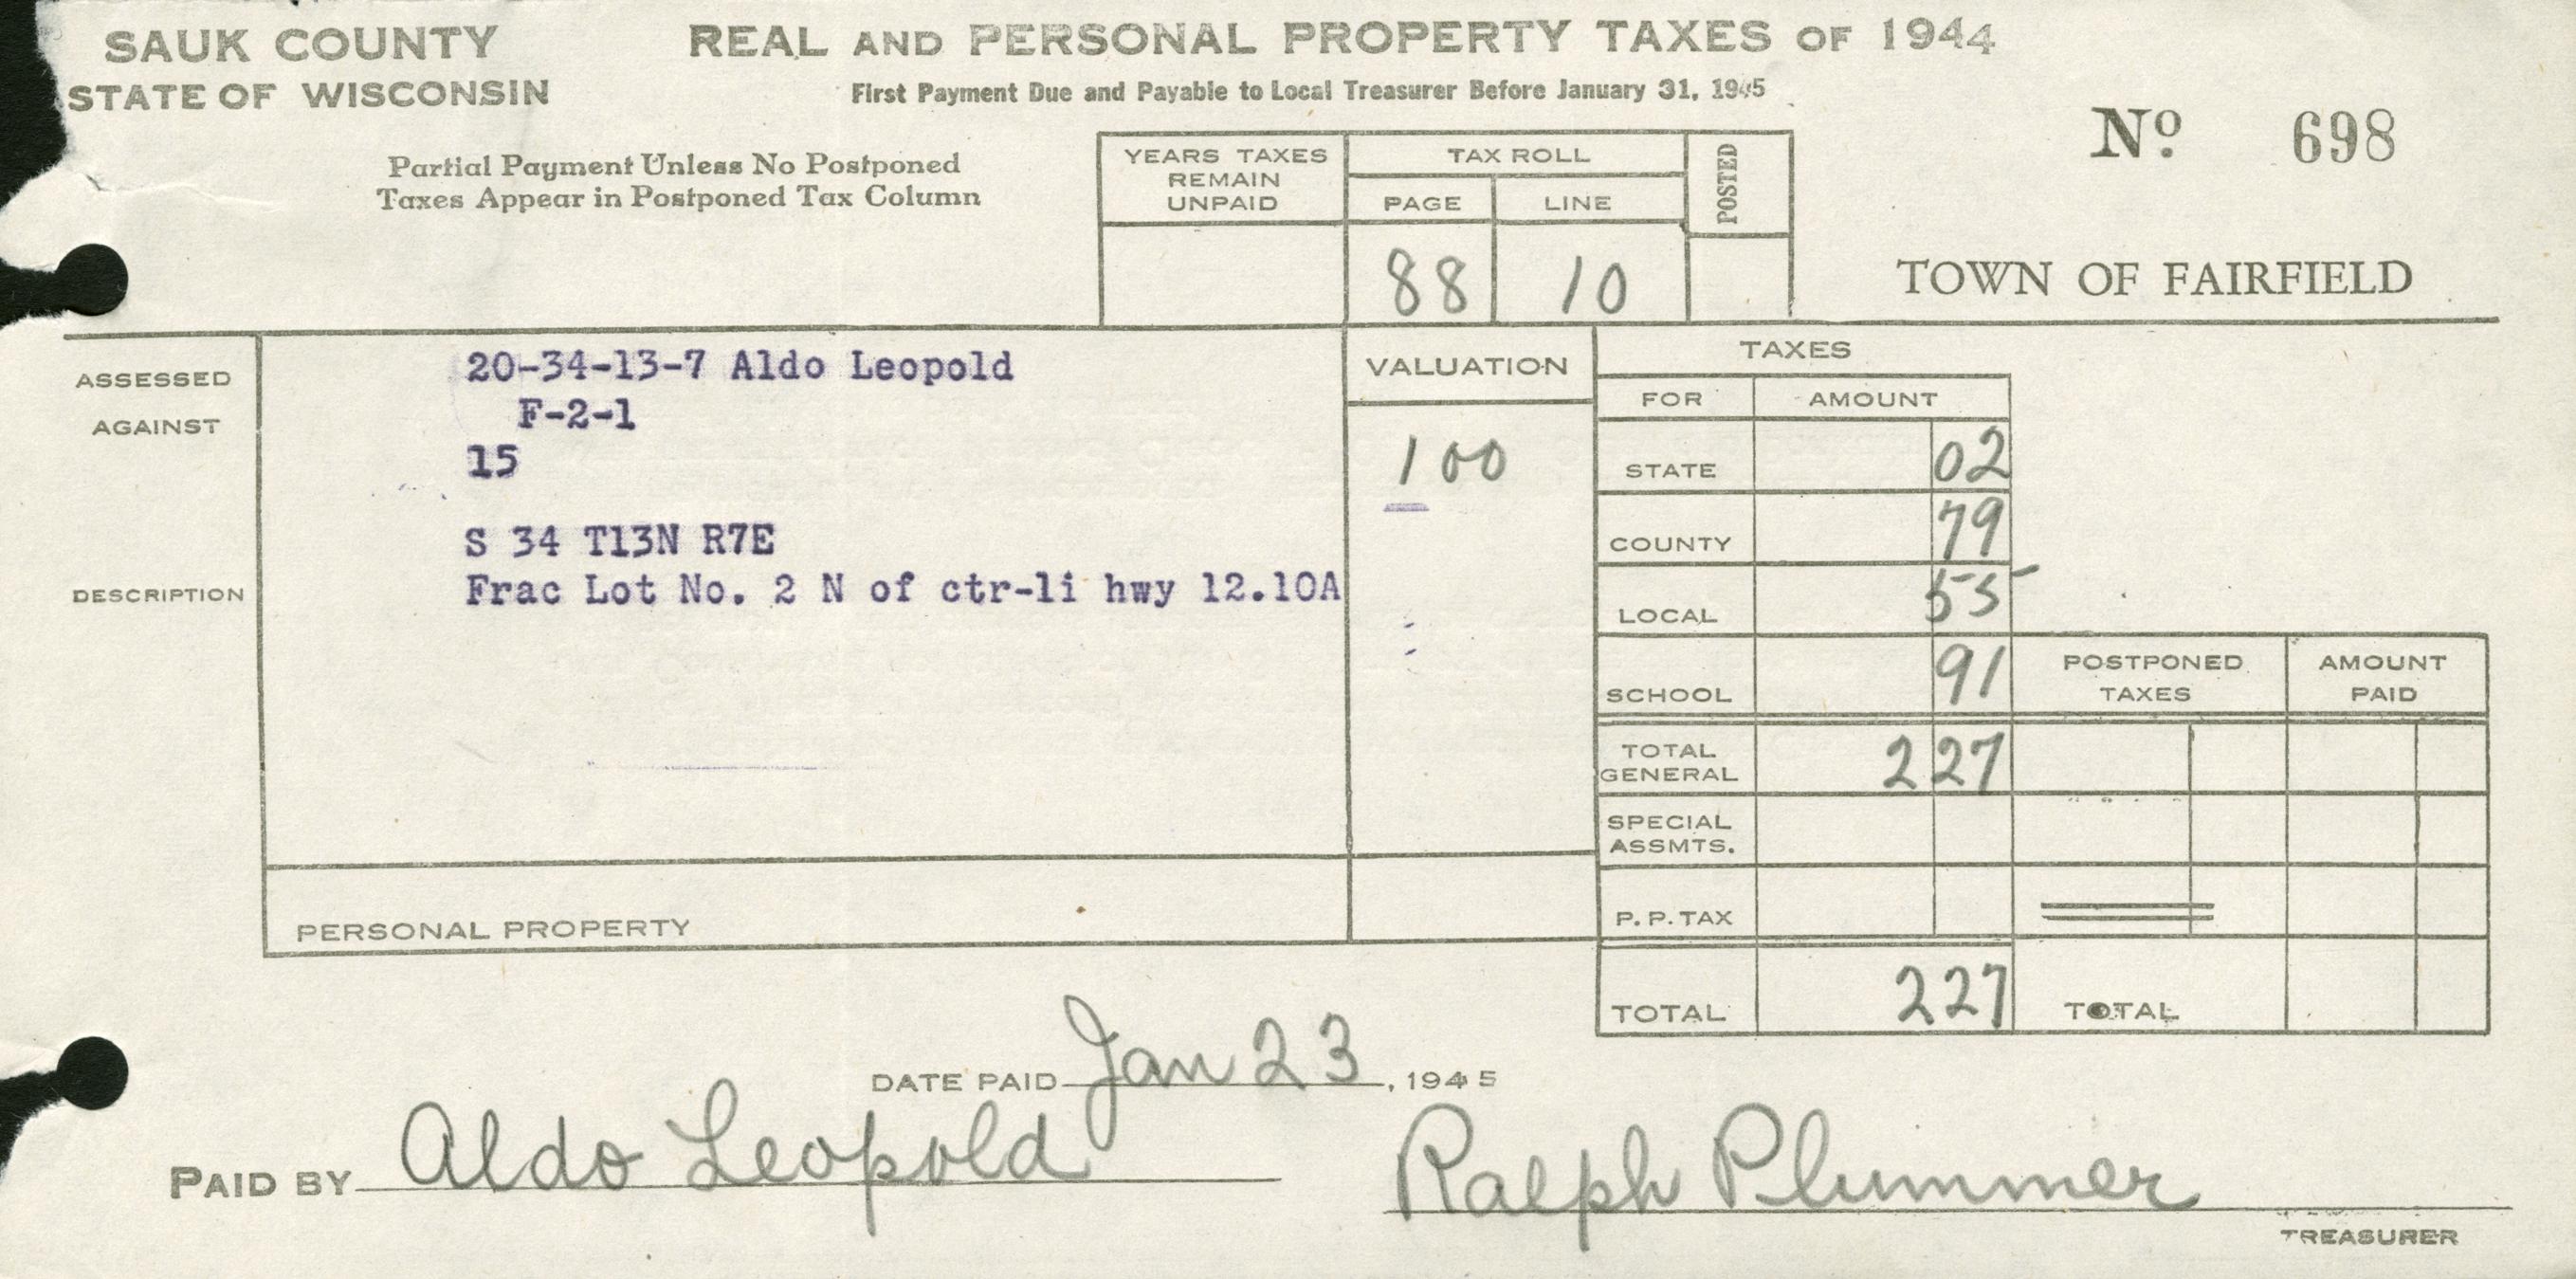 SAUK COUNTY
STATE OF WISCONSIN
REAL AND PERSONAL PROPERTY TAXES OF 1944
First Payment Due and Payable to Local Treasurer Before January 31, 1945
Partial Payment Unless No Postponed
Taxes Appear in Postponed Tax Column
YEARS TAXES
REMAIN
UNPAID
TAX ROLL
PAGE LINE
POSTED
88 10
No 698
TOWN OF FAIRFIELD
ASSESSED
AGAINST
20-34-13-7 Aldo Leopold
F-2-1
15
DESCRIPTION
S 34 T13N R7E
Frac Lot No. 2 N of ctr-li hwy 12.10A
PERSONAL PROPERTY
VALUATION
100
TAXES
FOR AMOUNT
STATE 02
COUNTY 79
LOCAL 55
SCHOOL 91
POSTPONED
TAXES
AMOUNT
PAID
TOTAL
GENERAL 2 27
SPECIAL
ASSMTS.
P. P. TAX
TOTAL 2 27 TOTAL
DATE PAID Jan 23, 1945
PAID BY Aldo Leopold
Ralph Plummer
TREASURER